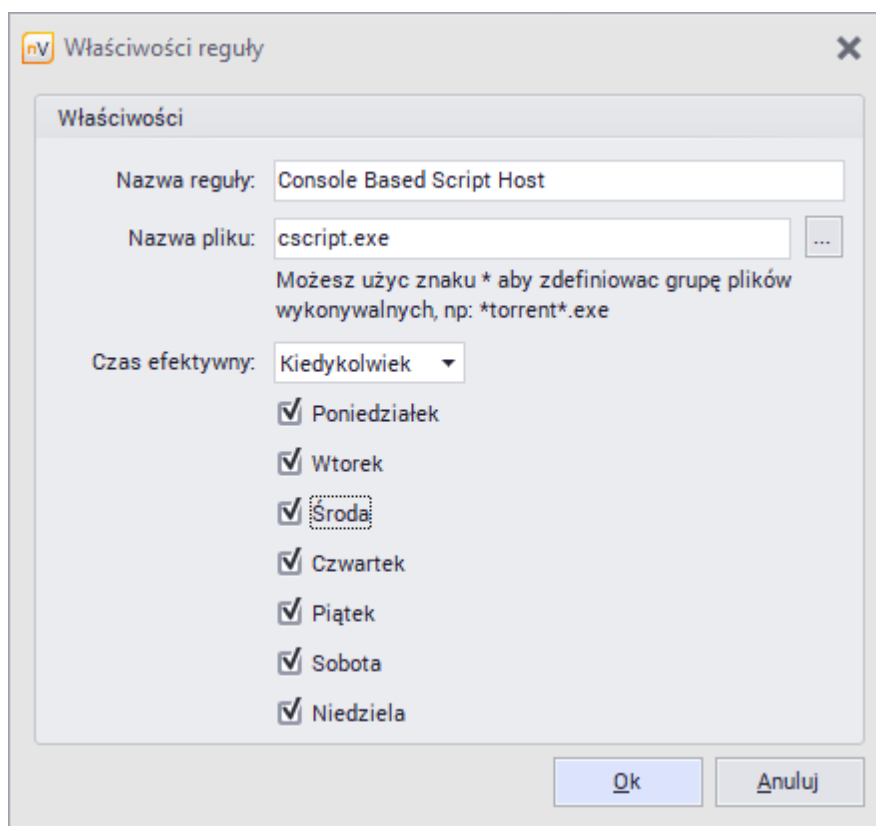 nV Właściwości reguły
Właściwości
Nazwa reguły: Console Based Script Host
Nazwa pliku: cscript.exe ...
Możesz użyc znaku * aby zdefiniowac grupę plików
wykonywalnych, np: *torrent*.exe
Czas efektywny: Kiedykolwiek
Poniedziałek
Wtorek
Środa
Czwartek
Piątek
Sobota
Niedziela
Ok Anuluj